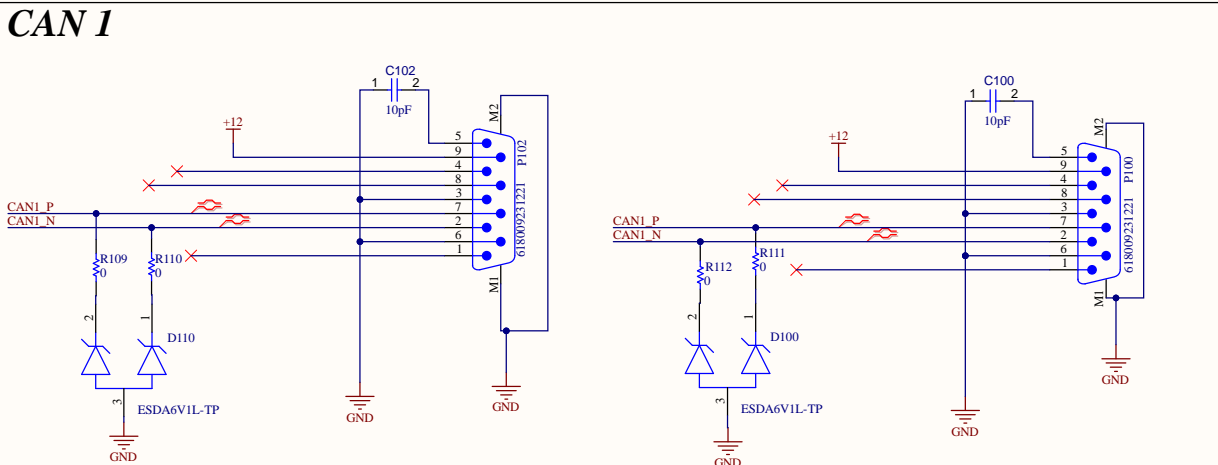 CAN 1
C102
1 2
10pF
M2
+12
5
9
4
8
3
7
2
6
1
P102
618009231221
M1
CAN1_P
CAN1_N
R109
0
R110
0
2
1
D110
3
ESDA6V1L-TP
GND
GND
GND
C100
1 2
10pF
M2
+12
5
9
4
8
3
7
2
6
1
P100
618009231221
M1
CAN1_P
CAN1_N
R112
0
R111
0
2
1
D100
3
ESDA6V1L-TP
GND
GND
GND